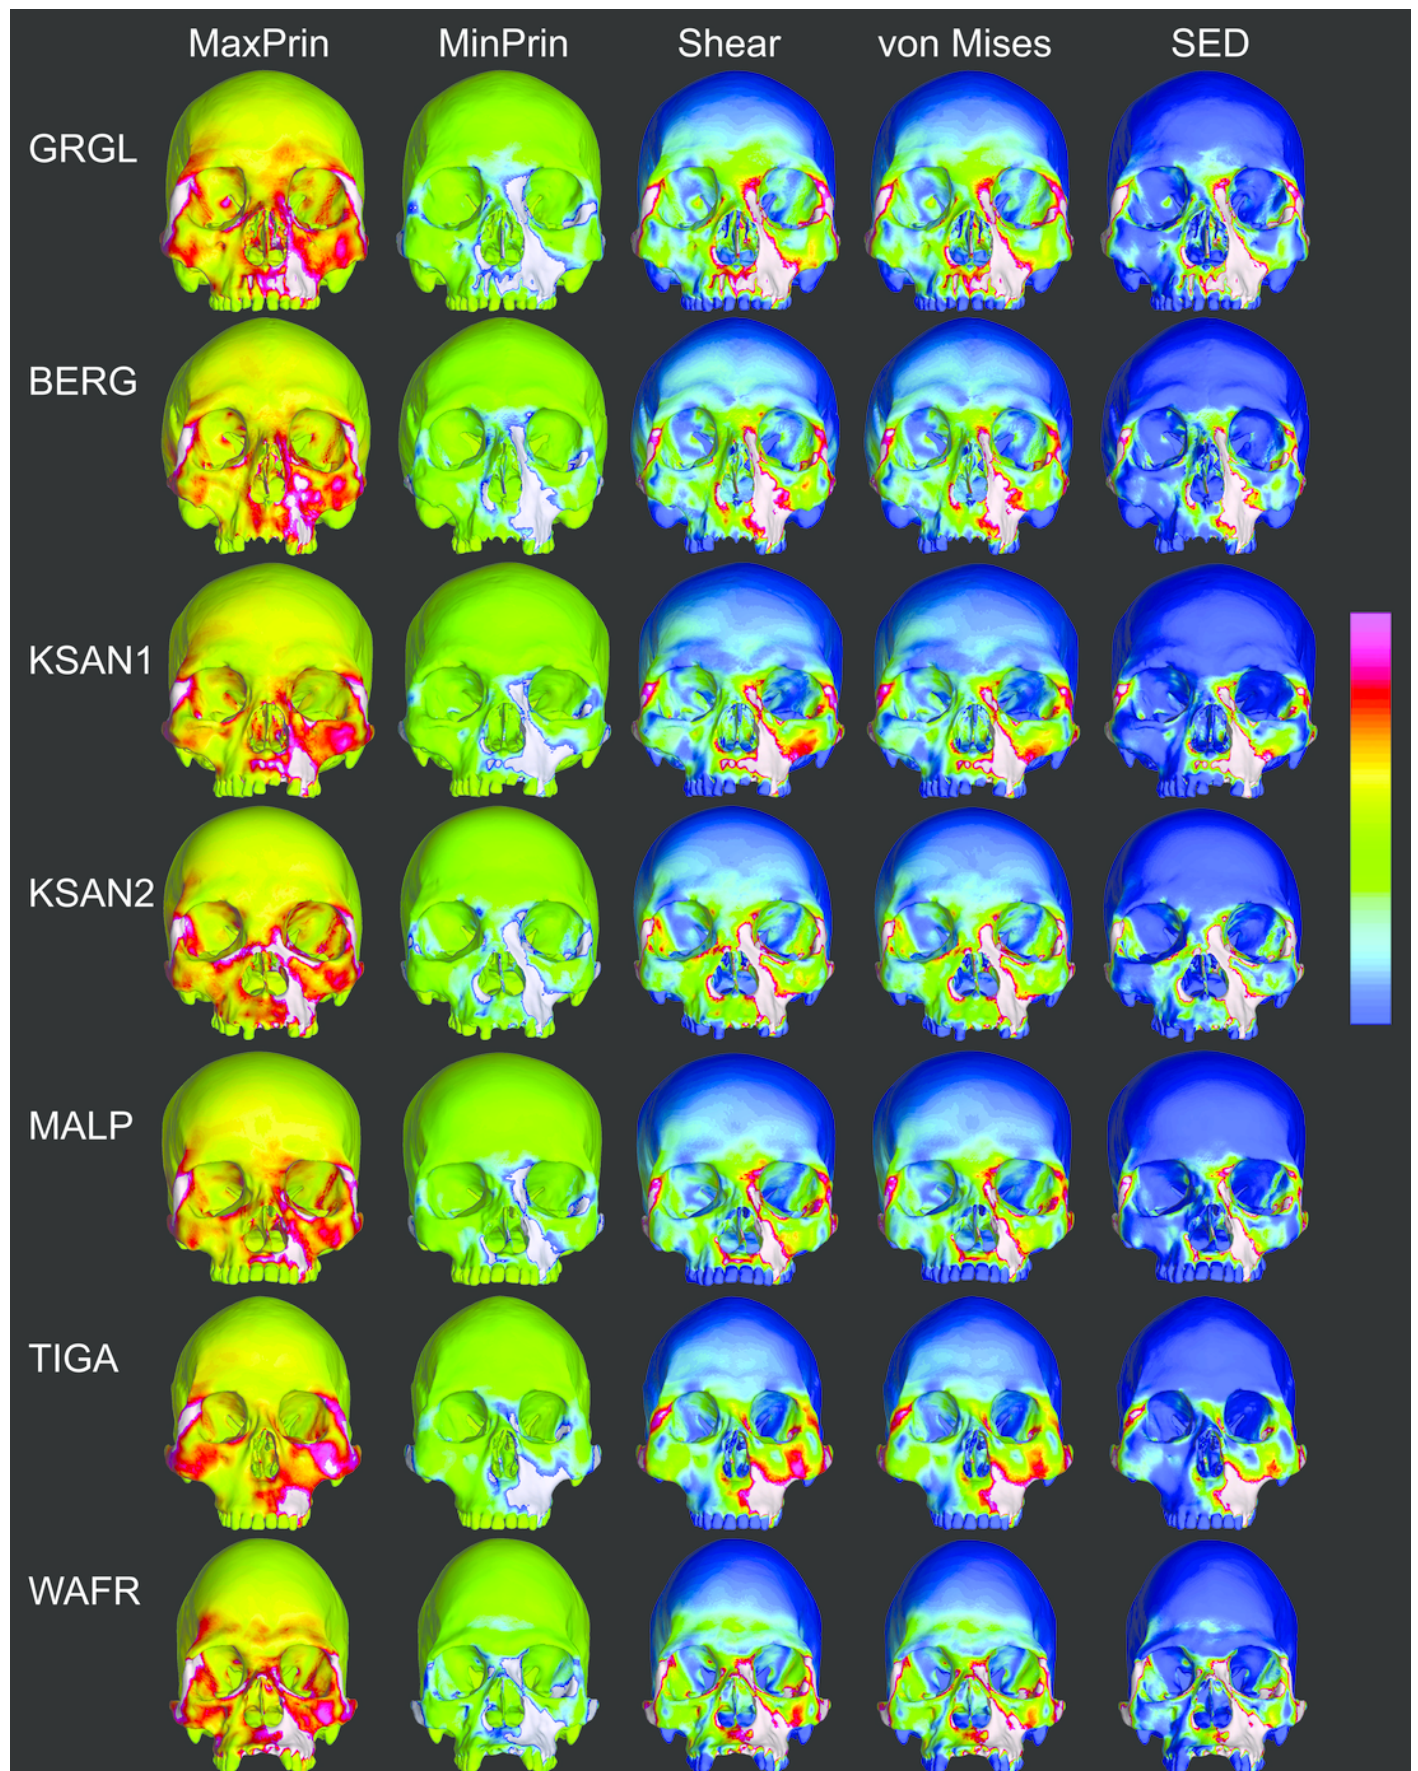 MaxPrin MinPrin Shear von Mises SED
GRGL
BERG
KSAN1
KSAN2
MALP
TIGA
WAFR